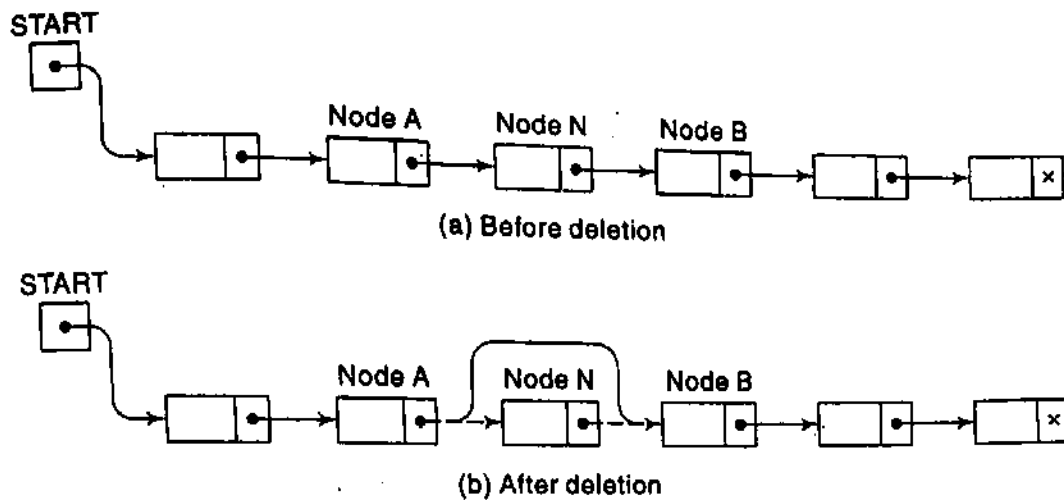 START
Node A
Node N
Node B
×
(a) Before deletion
START
Node A
Node N
Node B
×
(b) After deletion